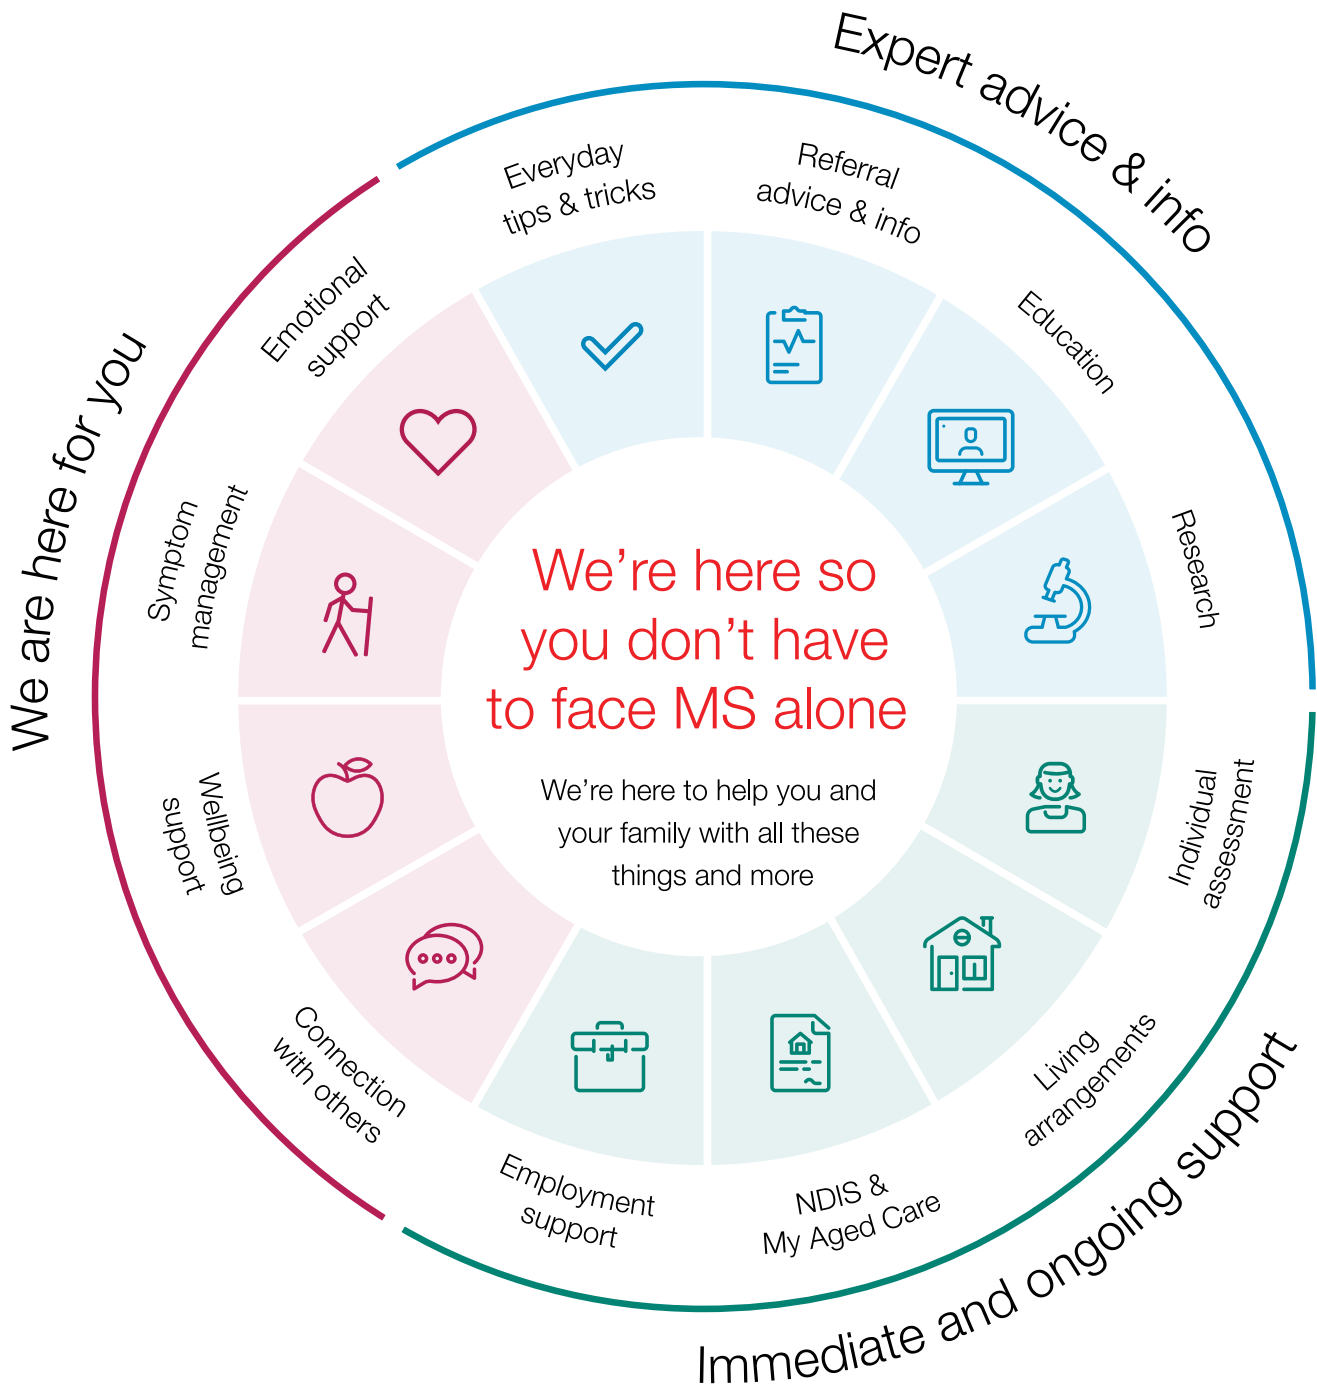 Expert advice & info
Everyday
tips & tricks
Referral
advice & info
Education
Research
We are here for you
Emotional
support
Symptom
management
Wellbeing
support
Connection
with others
We're here so
you don't have
to face MS alone
We're here to help you and
your family with all these
things and more
Individual
assessment
Living
arrangements
NDIS &
My Aged Care
Employment
support
Immediate and ongoing support